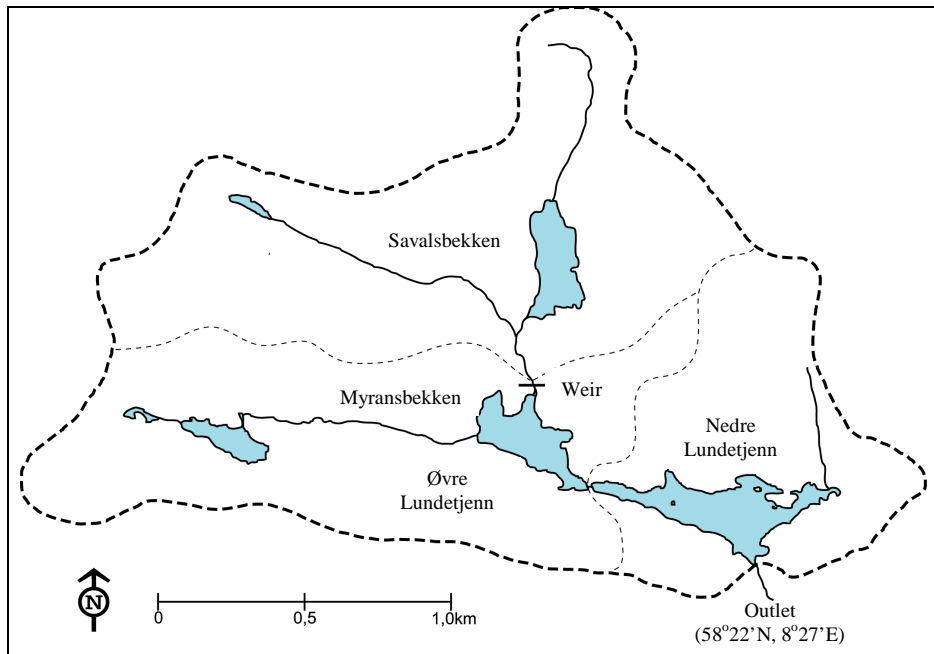 Savalsbekken
Weir
Myransbekken
Nedre
Lundetjenn
Øvre
Lundetjenn
N
0
0,5
1,0km
Outlet
(58°22'N, 8°27'E)